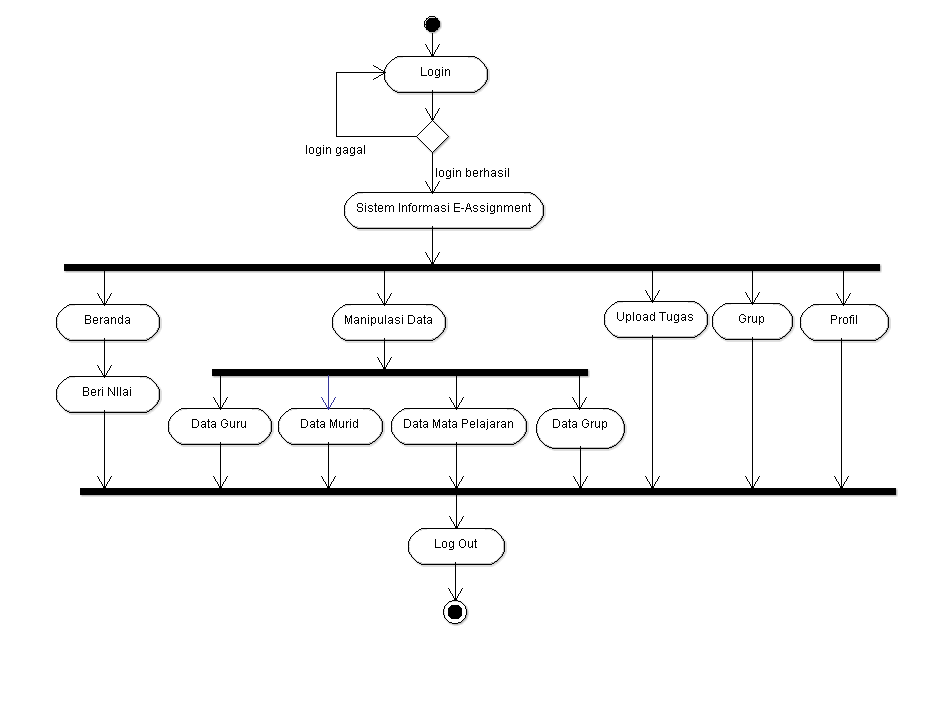 Login
login gagal
login berhasil
Sistem Informasi E-Assignment
Beranda
Manipulasi Data
Upload Tugas
Grup
Profil
Beri NIlai
Data Guru
Data Murid
Data Mata Pelajaran
Data Grup
Log Out